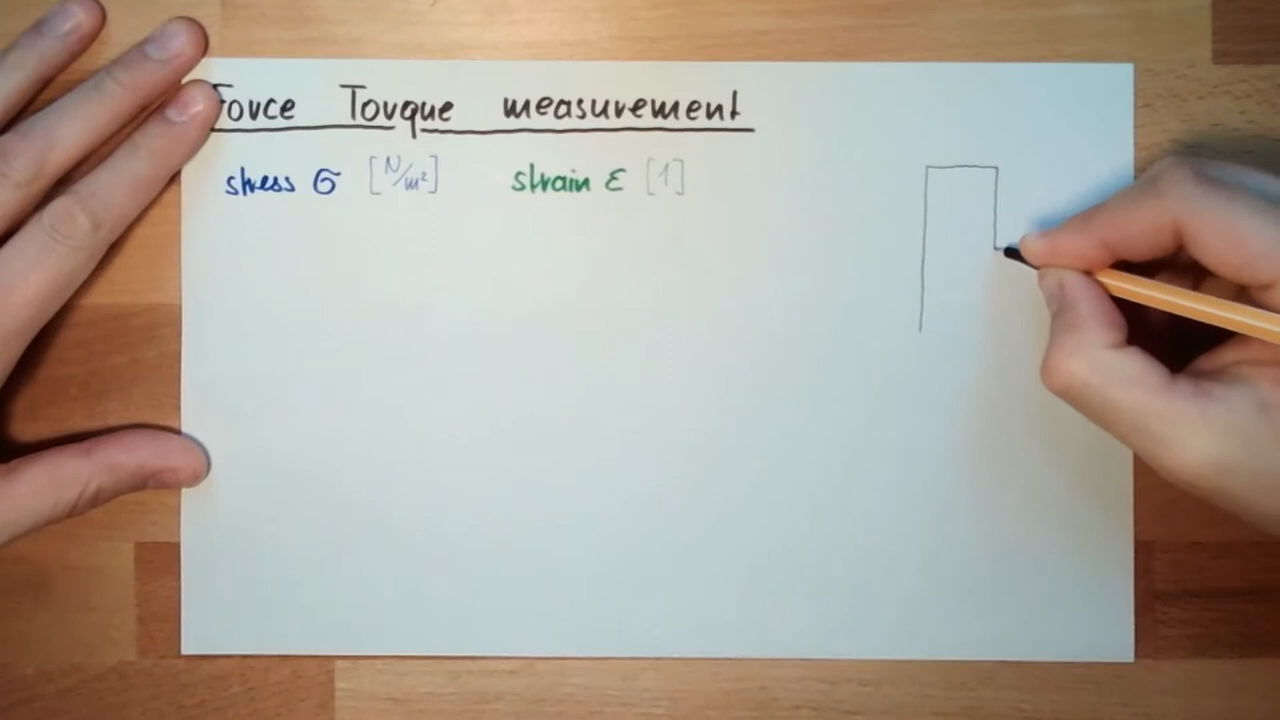 Force Torque measurement
stress σ [N/m²] strain ε [1]